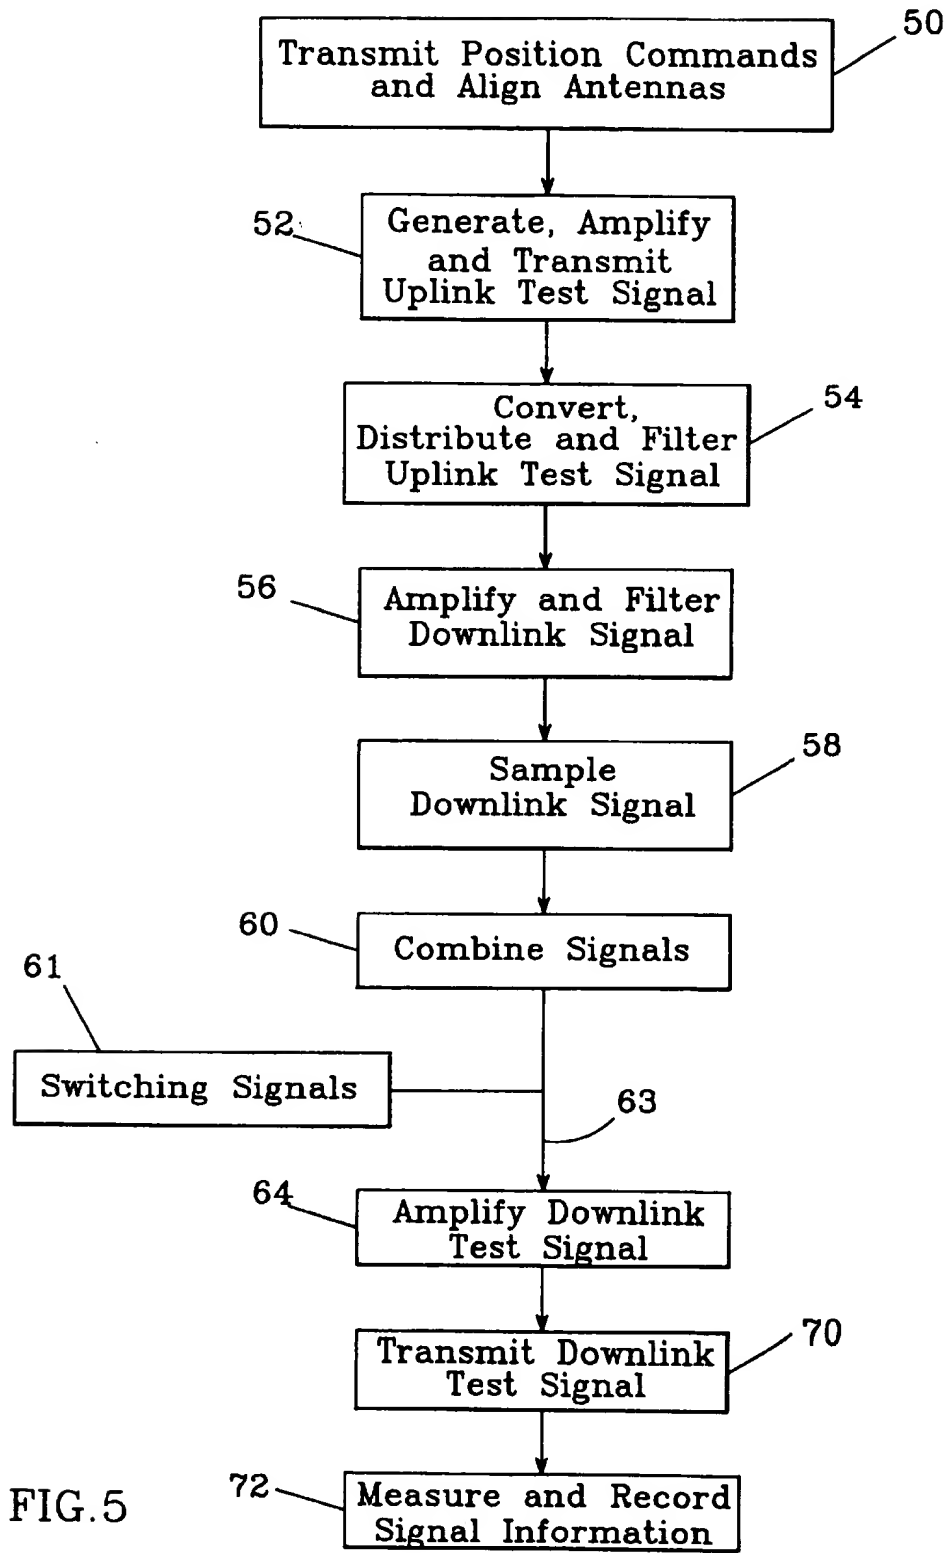 50
Transmit Position Commands
and Align Antennas
52
Generate, Amplify
and Transmit
Uplink Test Signal
54
Convert,
Distribute and Filter
Uplink Test Signal
56
Amplify and Filter
Downlink Signal
58
Sample
Downlink Signal
60
Combine Signals
61
Switching Signals
63
64
Amplify Downlink
Test Signal
70
Transmit Downlink
Test Signal
72
Measure and Record
Signal Information
FIG.5